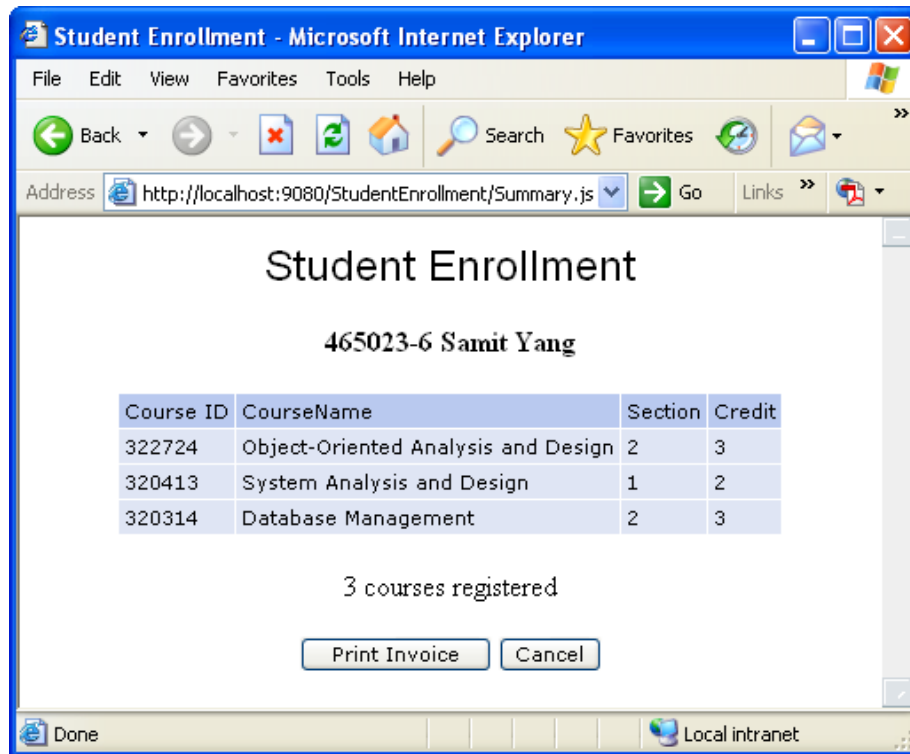 Student Enrollment - Microsoft Internet Explorer
File Edit View Favorites Tools Help
Back Search Favorites »
Address http://localhost:9080/StudentEnrollment/Summary.js Go Links »
Student Enrollment
465023-6 Samit Yang
Course ID CourseName Section Credit
322724 Object-Oriented Analysis and Design 2 3
320413 System Analysis and Design 1 2
320314 Database Management 2 3
3 courses registered
Print Invoice Cancel
Done Local intranet